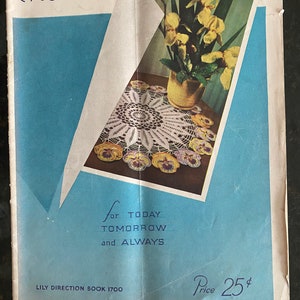 for TODAY
TOMORROW
and ALWAYS
LILY DIRECTION BOOK 1700
Price 25¢